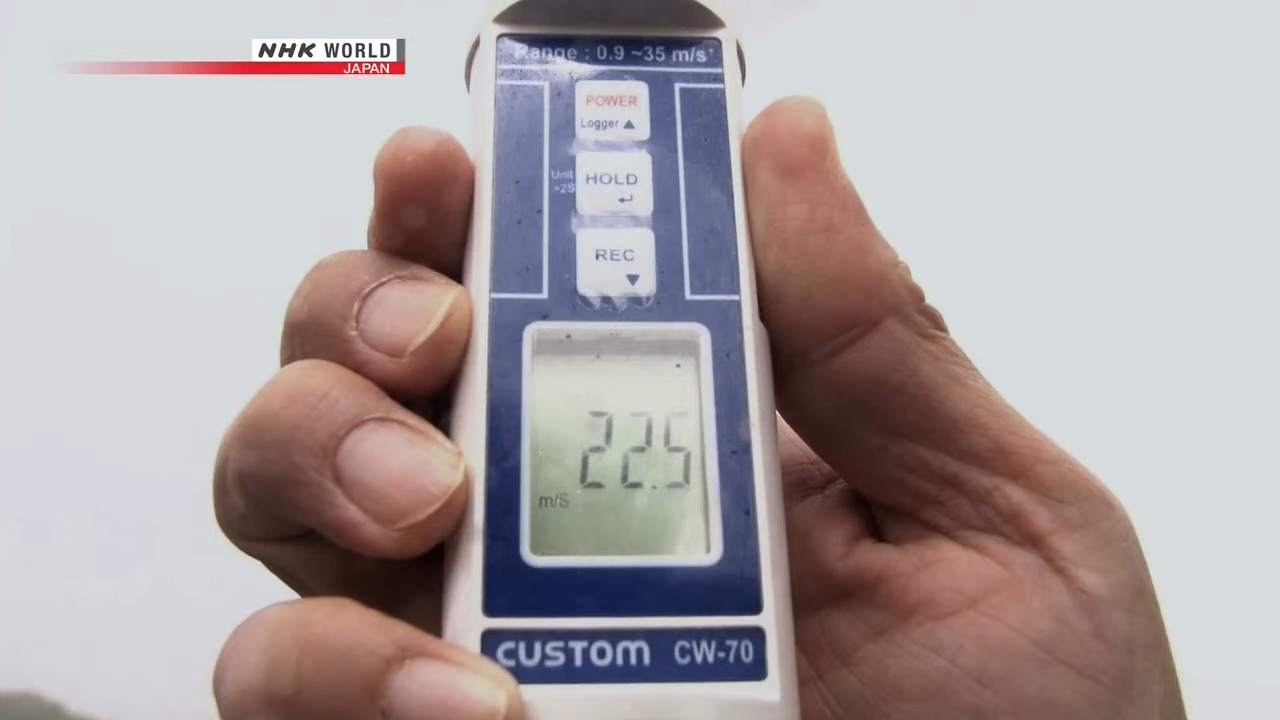 NHK WORLD
JAPAN
Range : 0.9 ~35 m/s
POWER
Logger ▲
Unit
>2S
HOLD
↵
REC
▼
22.5
m/S
CUSTOM CW-70